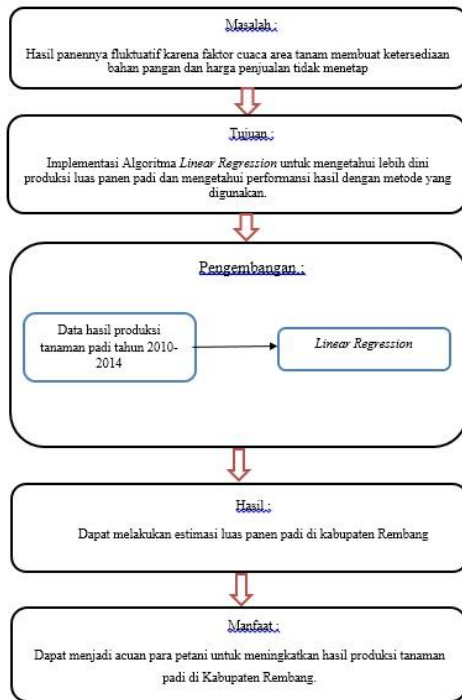 Masalah :
Hasil panennya fluktuatif karena faktor cuaca area tanam membuat ketersediaan
bahan pangan dan harga penjualan tidak menetap
Tujuan :
Implementasi Algoritma Linear Regression untuk mengetahui lebih dini
produksi luas panen padi dan mengetahui performansi hasil dengan metode yang
digunakan.
Pengembangan :
Data hasil produksi
tanaman padi tahun 2010-
2014
Linear Regression
Hasil :
Dapat melakukan estimasi luas panen padi di kabupaten Rembang
Manfaat :
Dapat menjadi acuan para petani untuk meningkatkan hasil produksi tanaman
padi di Kabupaten Rembang.